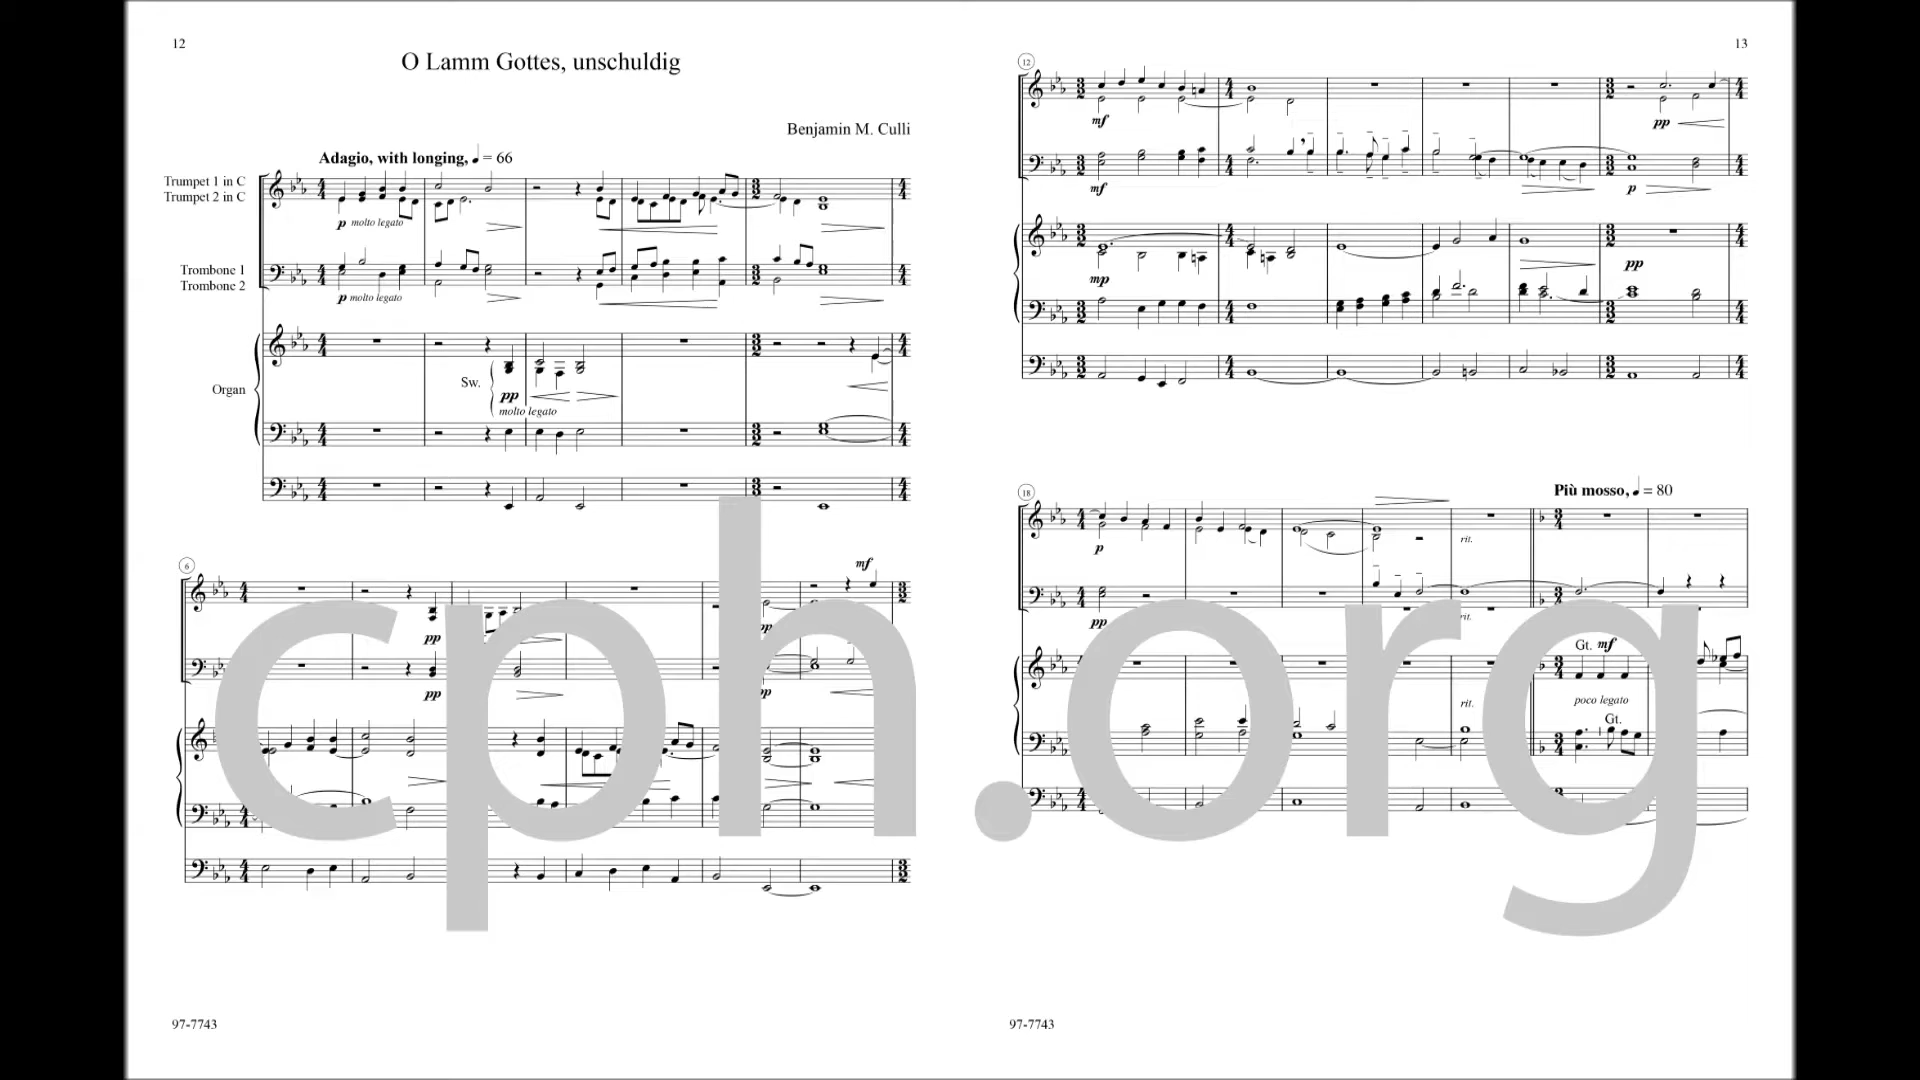 12
O Lamm Gottes, unschuldig
Benjamin M. Culli
Adagio, with longing, ♩ = 66
Trumpet 1 in C
Trumpet 2 in C
p molto legato
Trombone 1
Trombone 2
p molto legato
Organ
Sw.
pp
molto legato
6
mf
pp
pp
pp
pp
97-7743
13
12
mf
pp
mf
p
mp
pp
18
Più mosso, ♩ = 80
p
rit.
pp
rit.
Gt. mf
rit.
poco legato
Gt.
97-7743
cph.org